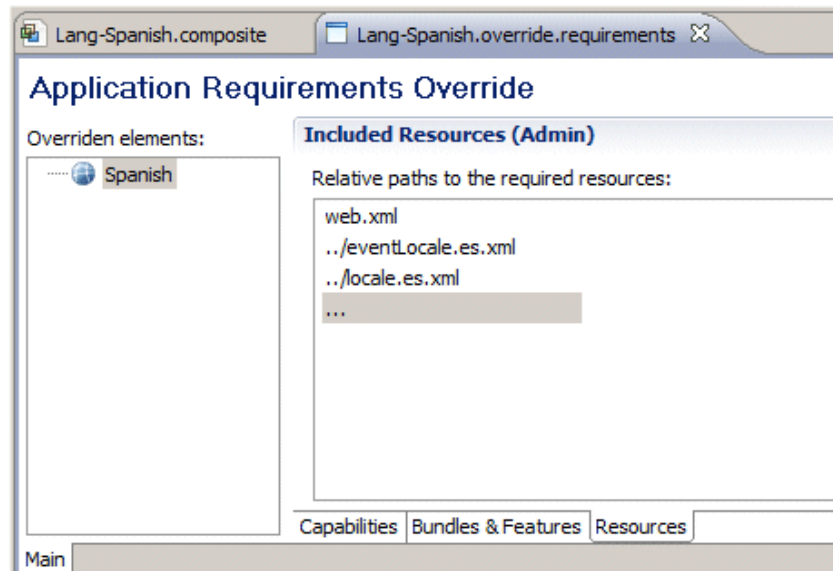 Lang-Spanish.composite
Lang-Spanish.override.requirements
Application Requirements Override
Overriden elements:
Spanish
Included Resources (Admin)
Relative paths to the required resources:
web.xml
../eventLocale.es.xml
../locale.es.xml
...
Capabilities
Bundles & Features
Resources
Main